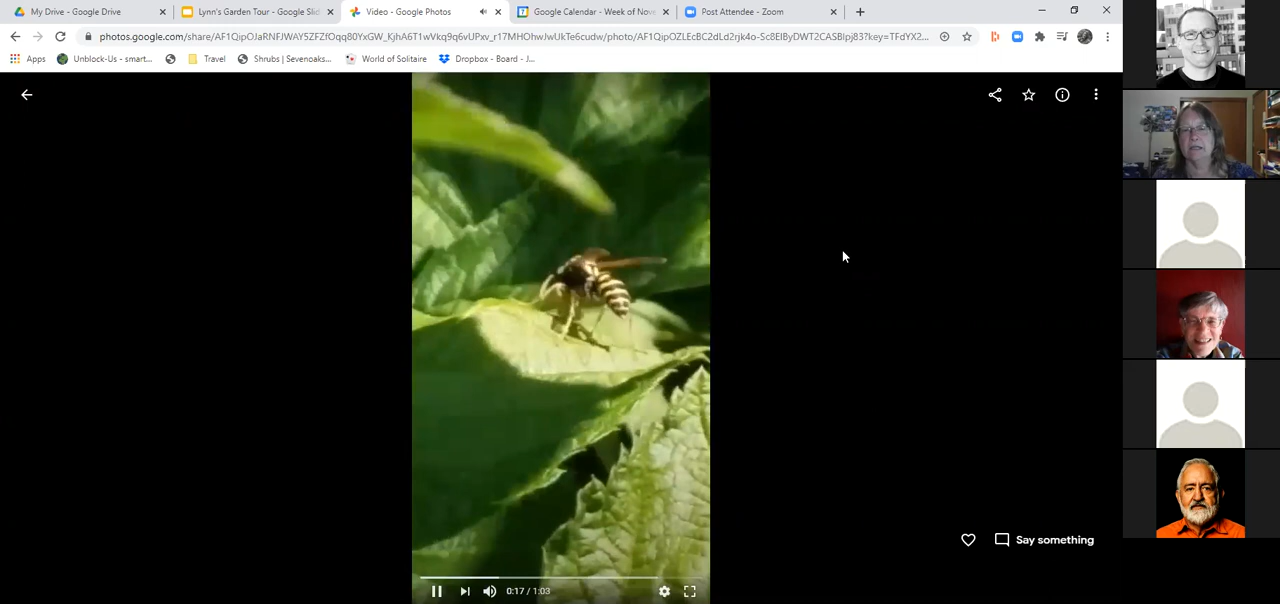 My Drive - Google Drive
Lynn's Garden Tour - Google Slid
Video - Google Photos
Google Calendar - Week of Nove
Post Attendee - Zoom
Apps
Unblock-Us - smart...
Travel
Shrubs | Sevenoaks...
World of Solitaire
Dropbox - Board - J...
Say something
0:17 / 1:03